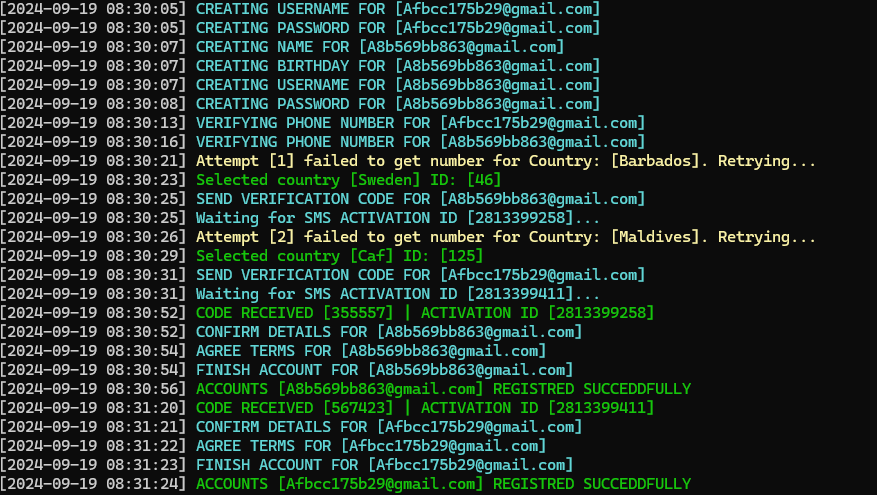 [2024-09-19 08:30:05] CREATING USERNAME FOR [Afbcc175b29@gmail.com]
[2024-09-19 08:30:05] CREATING PASSWORD FOR [Afbcc175b29@gmail.com]
[2024-09-19 08:30:07] CREATING NAME FOR [A8b569bb863@gmail.com]
[2024-09-19 08:30:07] CREATING BIRTHDAY FOR [A8b569bb863@gmail.com]
[2024-09-19 08:30:07] CREATING USERNAME FOR [A8b569bb863@gmail.com]
[2024-09-19 08:30:08] CREATING PASSWORD FOR [A8b569bb863@gmail.com]
[2024-09-19 08:30:13] VERIFYING PHONE NUMBER FOR [Afbcc175b29@gmail.com]
[2024-09-19 08:30:16] VERIFYING PHONE NUMBER FOR [A8b569bb863@gmail.com]
[2024-09-19 08:30:21] Attempt [1] failed to get number for Country: [Barbados]. Retrying...
[2024-09-19 08:30:23] Selected country [Sweden] ID: [46]
[2024-09-19 08:30:25] SEND VERIFICATION CODE FOR [A8b569bb863@gmail.com]
[2024-09-19 08:30:25] Waiting for SMS ACTIVATION ID [2813399258]...
[2024-09-19 08:30:26] Attempt [2] failed to get number for Country: [Maldives]. Retrying...
[2024-09-19 08:30:29] Selected country [Caf] ID: [125]
[2024-09-19 08:30:31] SEND VERIFICATION CODE FOR [Afbcc175b29@gmail.com]
[2024-09-19 08:30:31] Waiting for SMS ACTIVATION ID [2813399411]...
[2024-09-19 08:30:52] CODE RECEIVED [355557] | ACTIVATION ID [2813399258]
[2024-09-19 08:30:52] CONFIRM DETAILS FOR [A8b569bb863@gmail.com]
[2024-09-19 08:30:54] AGREE TERMS FOR [A8b569bb863@gmail.com]
[2024-09-19 08:30:54] FINISH ACCOUNT FOR [A8b569bb863@gmail.com]
[2024-09-19 08:30:56] ACCOUNTS [A8b569bb863@gmail.com] REGISTRED SUCCEDDFULLY
[2024-09-19 08:31:20] CODE RECEIVED [567423] | ACTIVATION ID [2813399411]
[2024-09-19 08:31:21] CONFIRM DETAILS FOR [Afbcc175b29@gmail.com]
[2024-09-19 08:31:22] AGREE TERMS FOR [Afbcc175b29@gmail.com]
[2024-09-19 08:31:23] FINISH ACCOUNT FOR [Afbcc175b29@gmail.com]
[2024-09-19 08:31:24] ACCOUNTS [Afbcc175b29@gmail.com] REGISTRED SUCCEDDFULLY